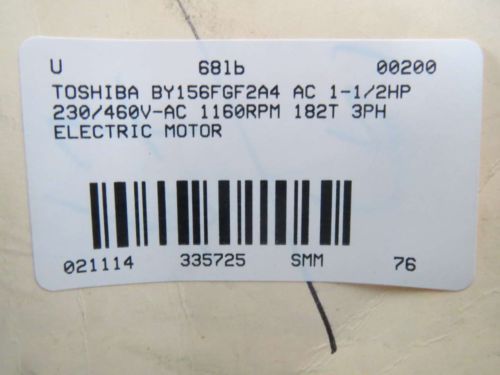 U 68lb 00200
TOSHIBA BY156FGF2A4 AC 1-1/2HP
230/460V-AC 1160RPM 182T 3PH
ELECTRIC MOTOR
021114 335725 SMM 76